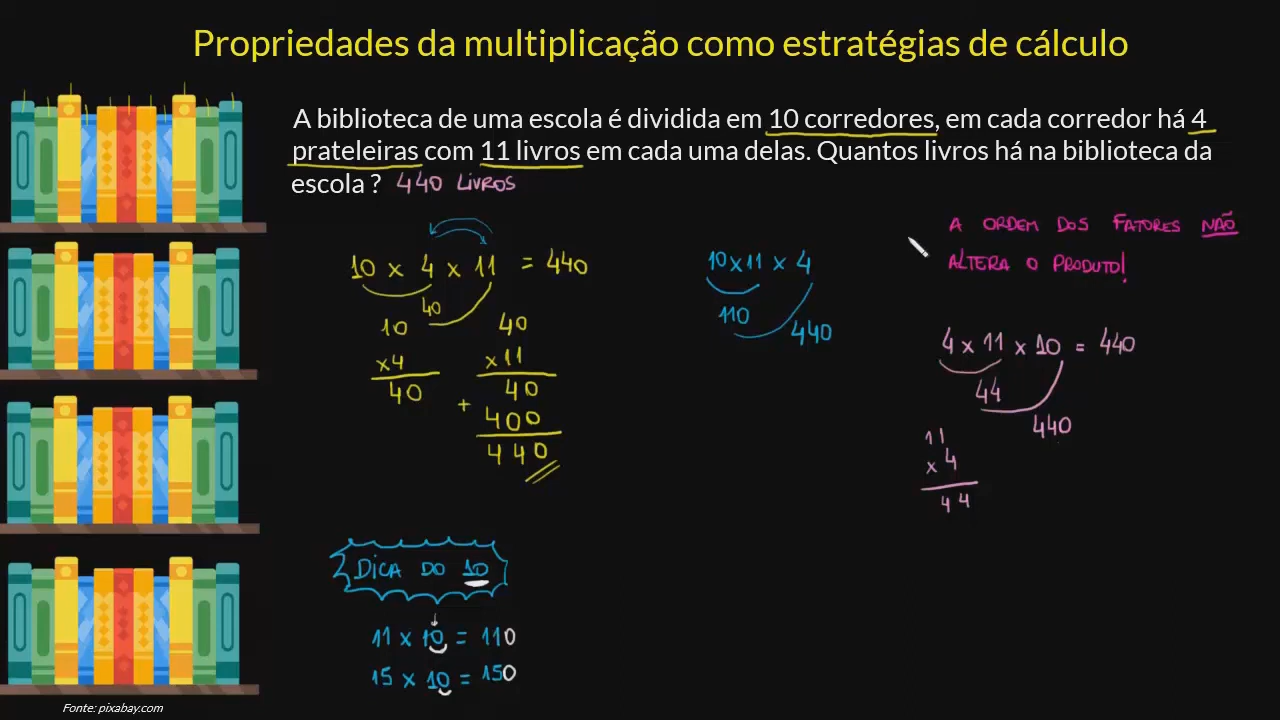 Propriedades da multiplicação como estratégias de cálculo
A biblioteca de uma escola é dividida em 10 corredores, em cada corredor há 4
prateleiras com 11 livros em cada uma delas. Quantos livros há na biblioteca da
escola ? 440 LIVROS
10 x 4 x 11 = 440
40
10
x4
40
40
x11
40
+ 400
440
10x11 x 4
110
440
A ORDEM DOS FATORES NÃO
ALTERA O PRODUTO!
4 x 11 x 10 = 440
44
440
11
x 4
44
DICA DO 10
11 x 10 = 110
15 x 10 = 150
Fonte: pixabay.com